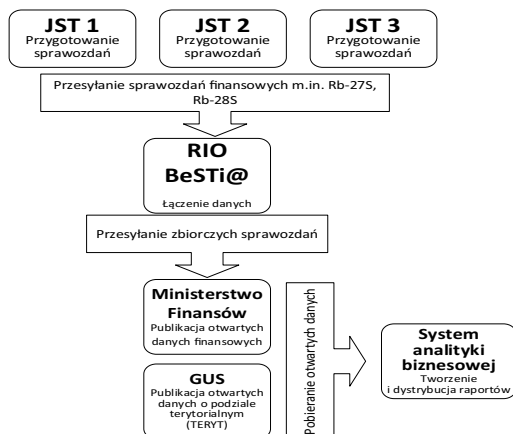 JST 1
Przygotowanie
sprawozdań
JST 2
Przygotowanie
sprawozdań
JST 3
Przygotowanie
sprawozdań
Przesyłanie sprawozdań finansowych m.in. Rb-27S,
Rb-28S
RIO
BeSTi@
Łączenie danych
Przesyłanie zbiorczych sprawozdań
Ministerstwo
Finansów
Publikacja otwartych
danych finansowych
GUS
Publikacja otwartych
danych o podziale
terytorialnym
(TERYT)
Pobieranie otwartych danych
System
analityki
biznesowej
Tworzenie
i dystrybucja raportów